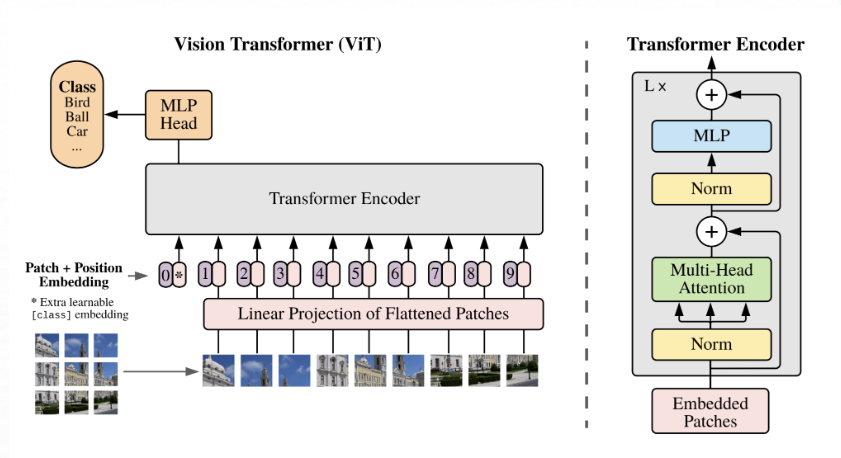 Vision Transformer (ViT)
Class
Bird
Ball
Car
...
MLP
Head
Transformer Encoder
Patch + Position
Embedding
0 * 1 2 3 4 5 6 7 8 9
* Extra learnable
[class] embedding
Linear Projection of Flattened Patches
Transformer Encoder
L x
+
MLP
Norm
+
Multi-Head
Attention
Norm
Embedded
Patches